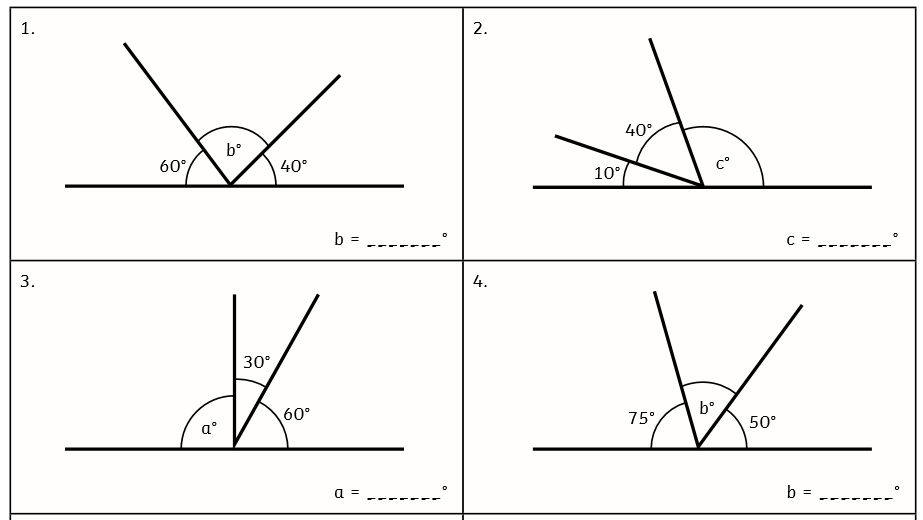 1.
60°
b°
40°
b = _______°
2.
40°
10°
c°
c = _______°
3.
30°
a°
60°
a = _______°
4.
75°
b°
50°
b = _______°